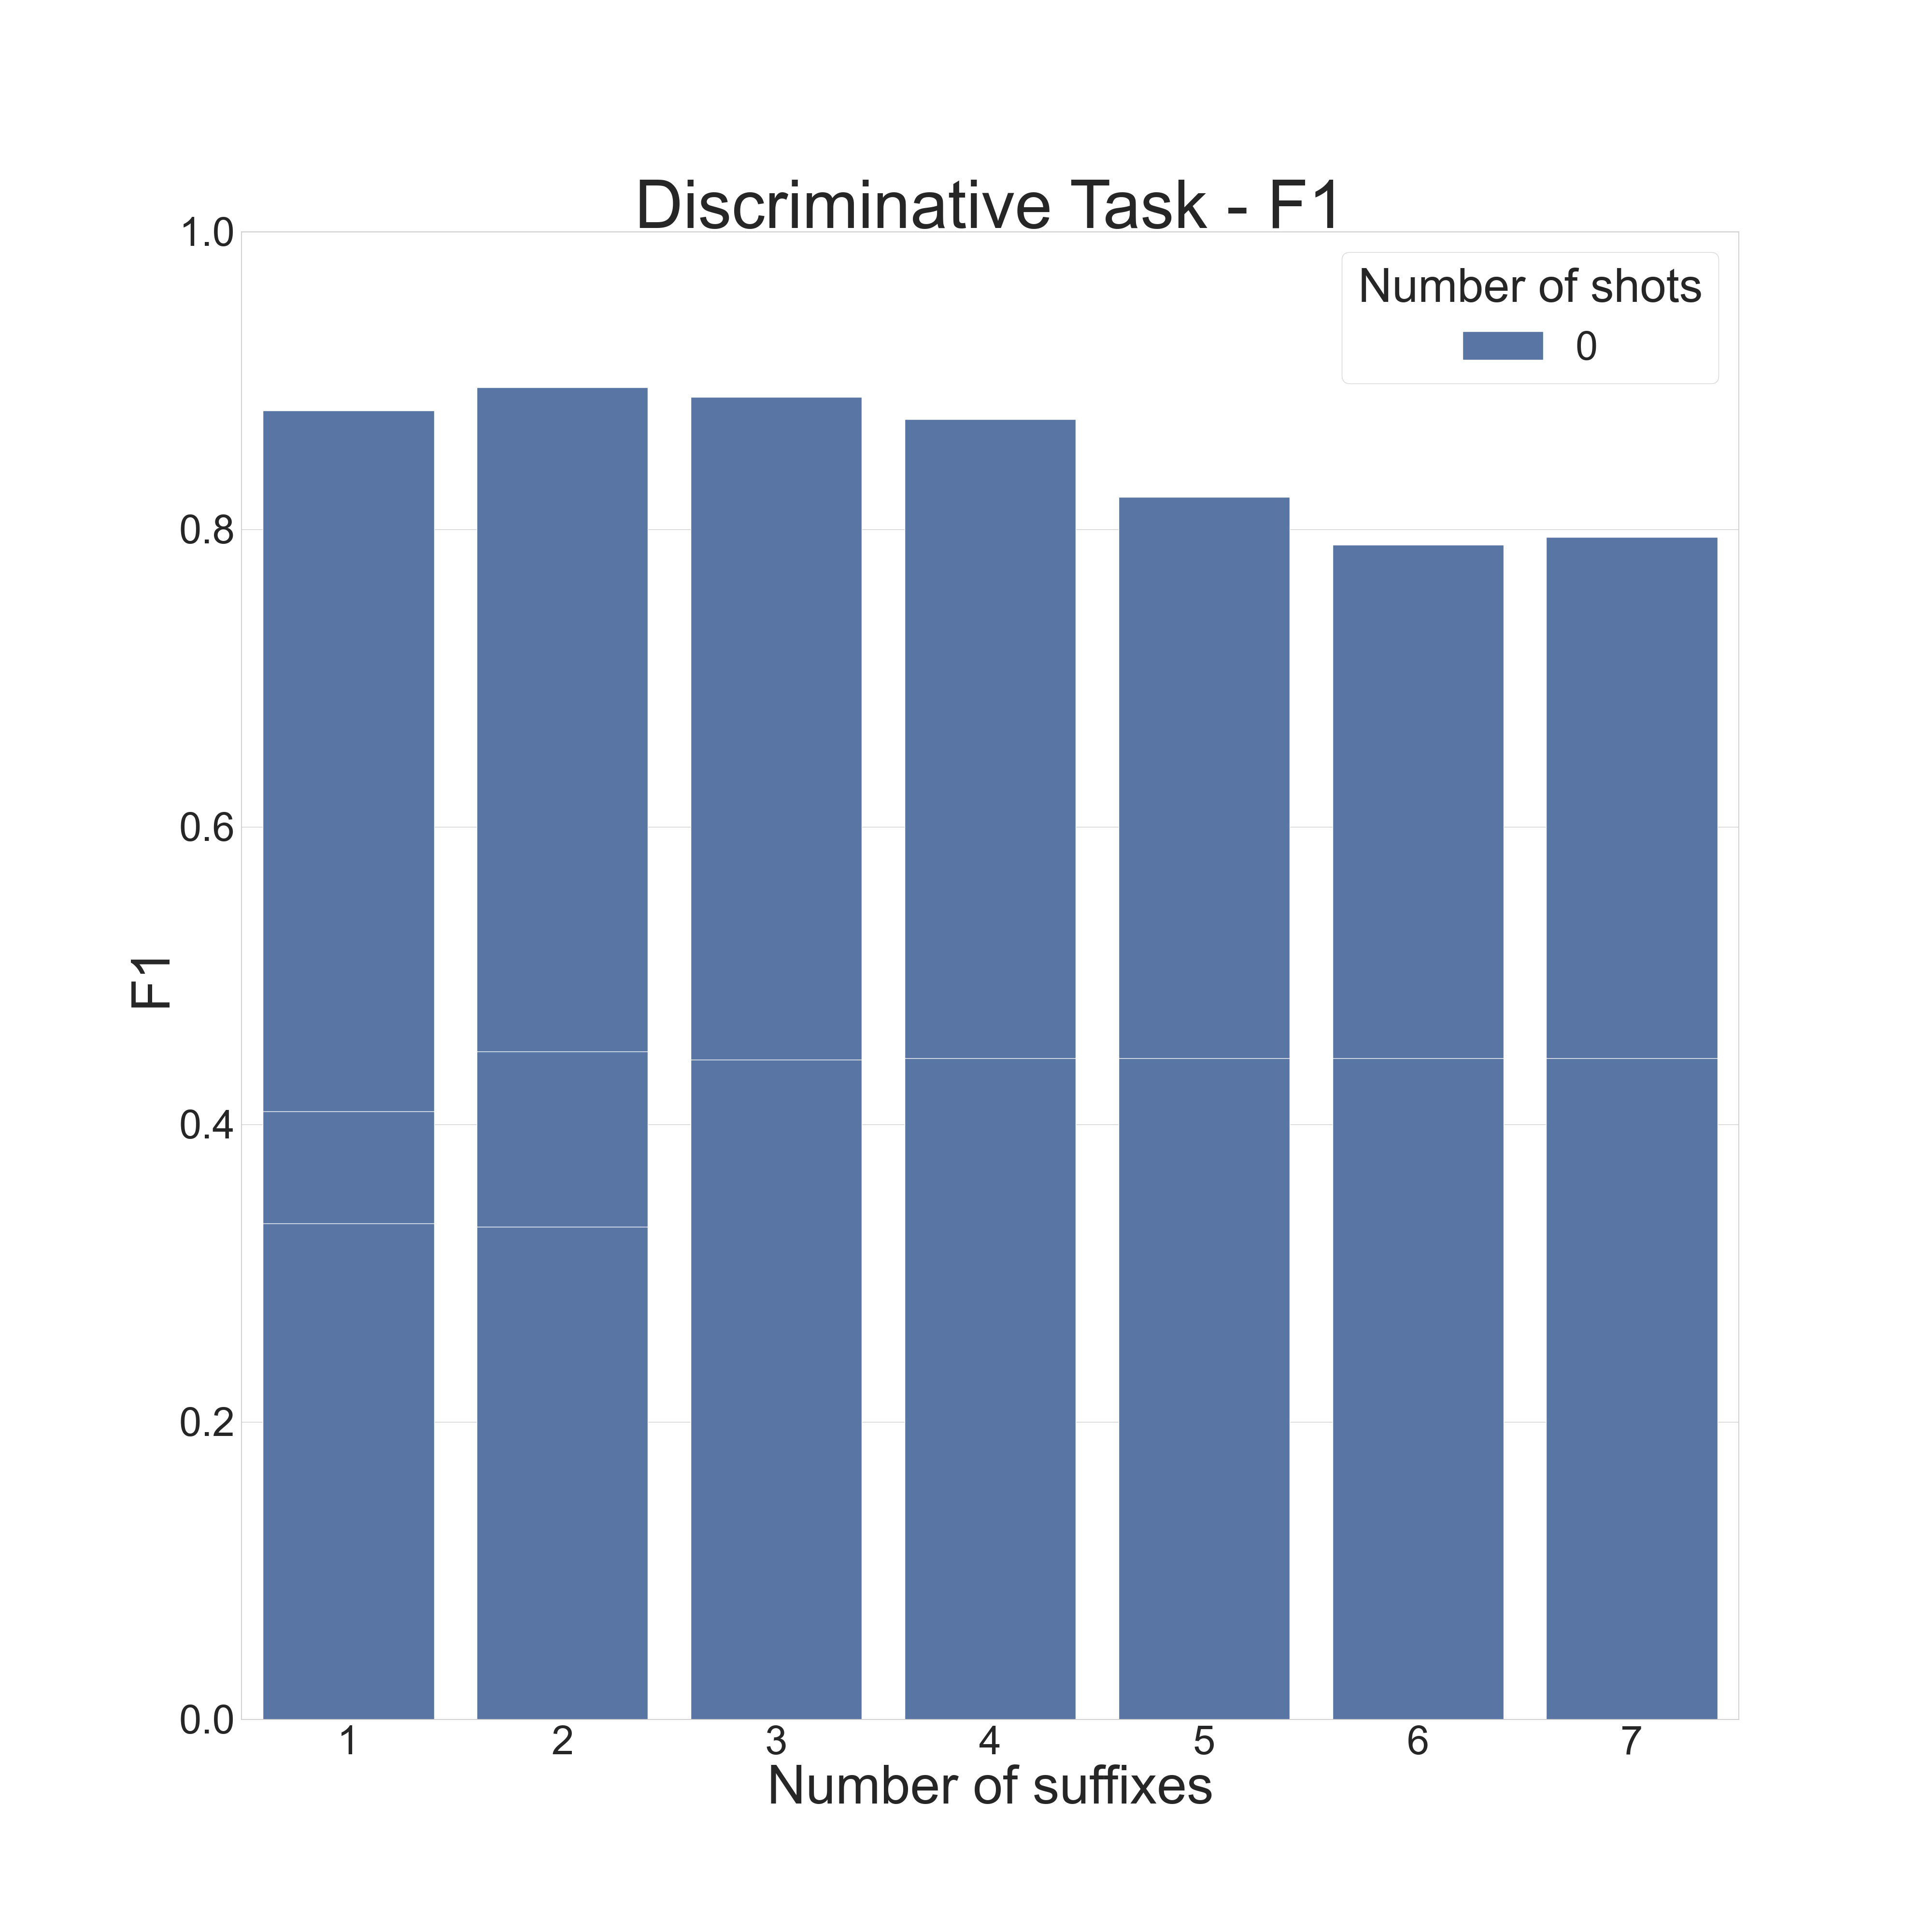 Discriminative Task - F1
1.0
Number of shots
0
0.8
0.6
F1
0.4
0.2
0.0
1 2 3 4 5 6 7
Number of suffixes